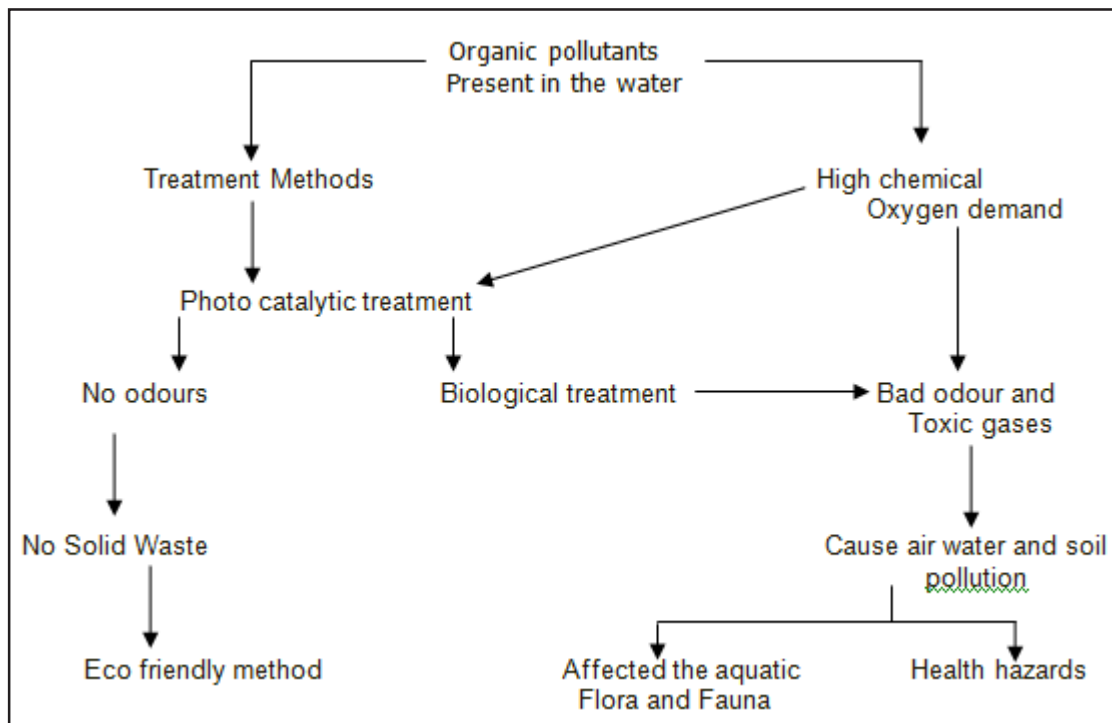 Organic pollutants
Present in the water
Treatment Methods
High chemical
Oxygen demand
Photo catalytic treatment
No odours
Biological treatment
Bad odour and
Toxic gases
No Solid Waste
Cause air water and soil
pollution
Eco friendly method
Affected the aquatic
Flora and Fauna
Health hazards